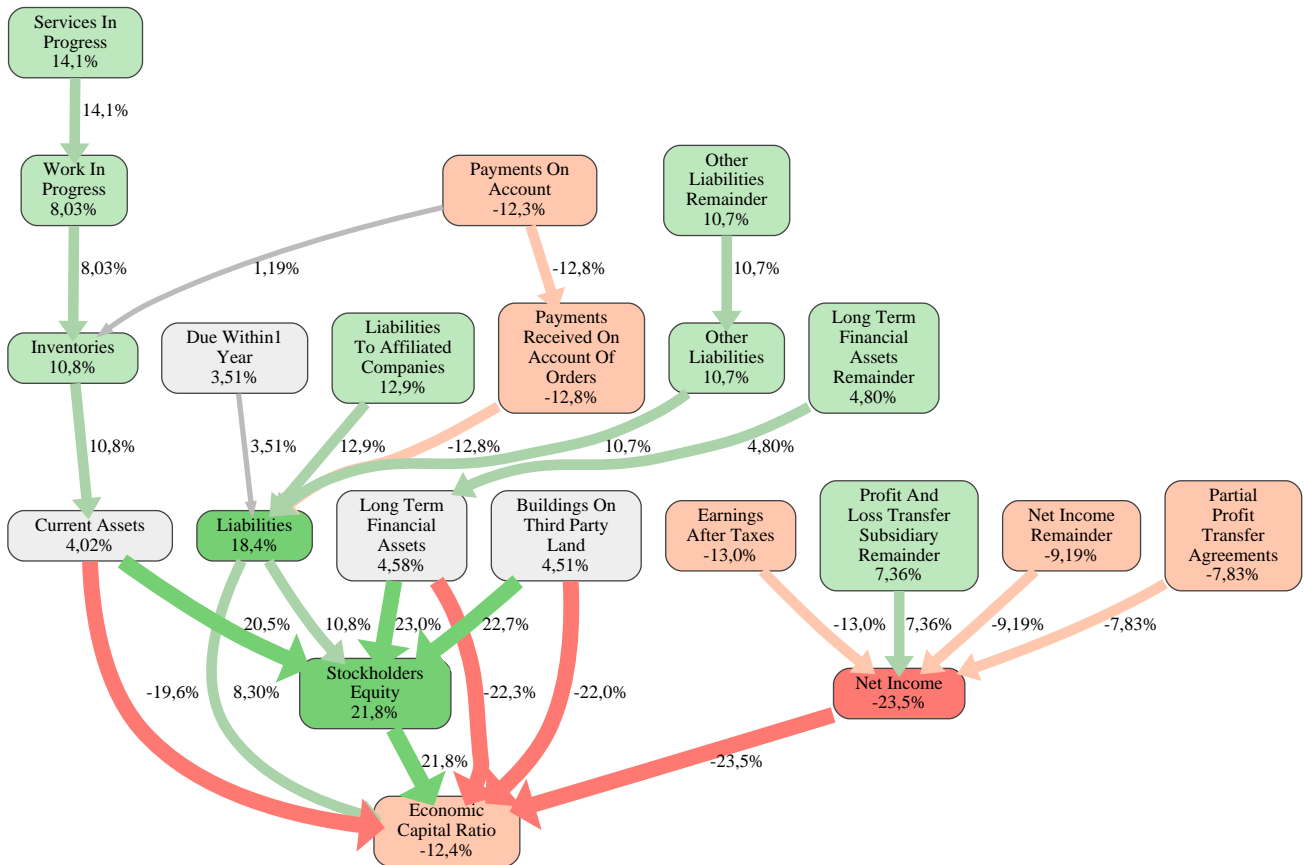 Services In
Progress
14,1%
14,1%
Work In
Progress
8,03%
Payments On
Account
-12,3%
Other
Liabilities
Remainder
10,7%
8,03%
1,19%
-12,8%
10,7%
Inventories
10,8%
Due Within1
Year
3,51%
Liabilities
To Affiliated
Companies
12,9%
Payments
Received On
Account Of
Orders
-12,8%
Other
Liabilities
10,7%
Long Term
Financial
Assets
Remainder
4,80%
10,8%
3,51%
12,9%
-12,8%
10,7%
4,80%
Current Assets
4,02%
Liabilities
18,4%
Long Term
Financial
Assets
4,58%
Buildings On
Third Party
Land
4,51%
Earnings
After Taxes
-13,0%
Profit And
Loss Transfer
Subsidiary
Remainder
7,36%
Net Income
Remainder
-9,19%
Partial
Profit
Transfer
Agreements
-7,83%
20,5%
10,8%
23,0%
22,7%
-13,0%
7,36%
-9,19%
-7,83%
Stockholders
Equity
21,8%
Net Income
-23,5%
-19,6%
8,30%
-22,3%
-22,0%
21,8%
-23,5%
Economic
Capital Ratio
-12,4%